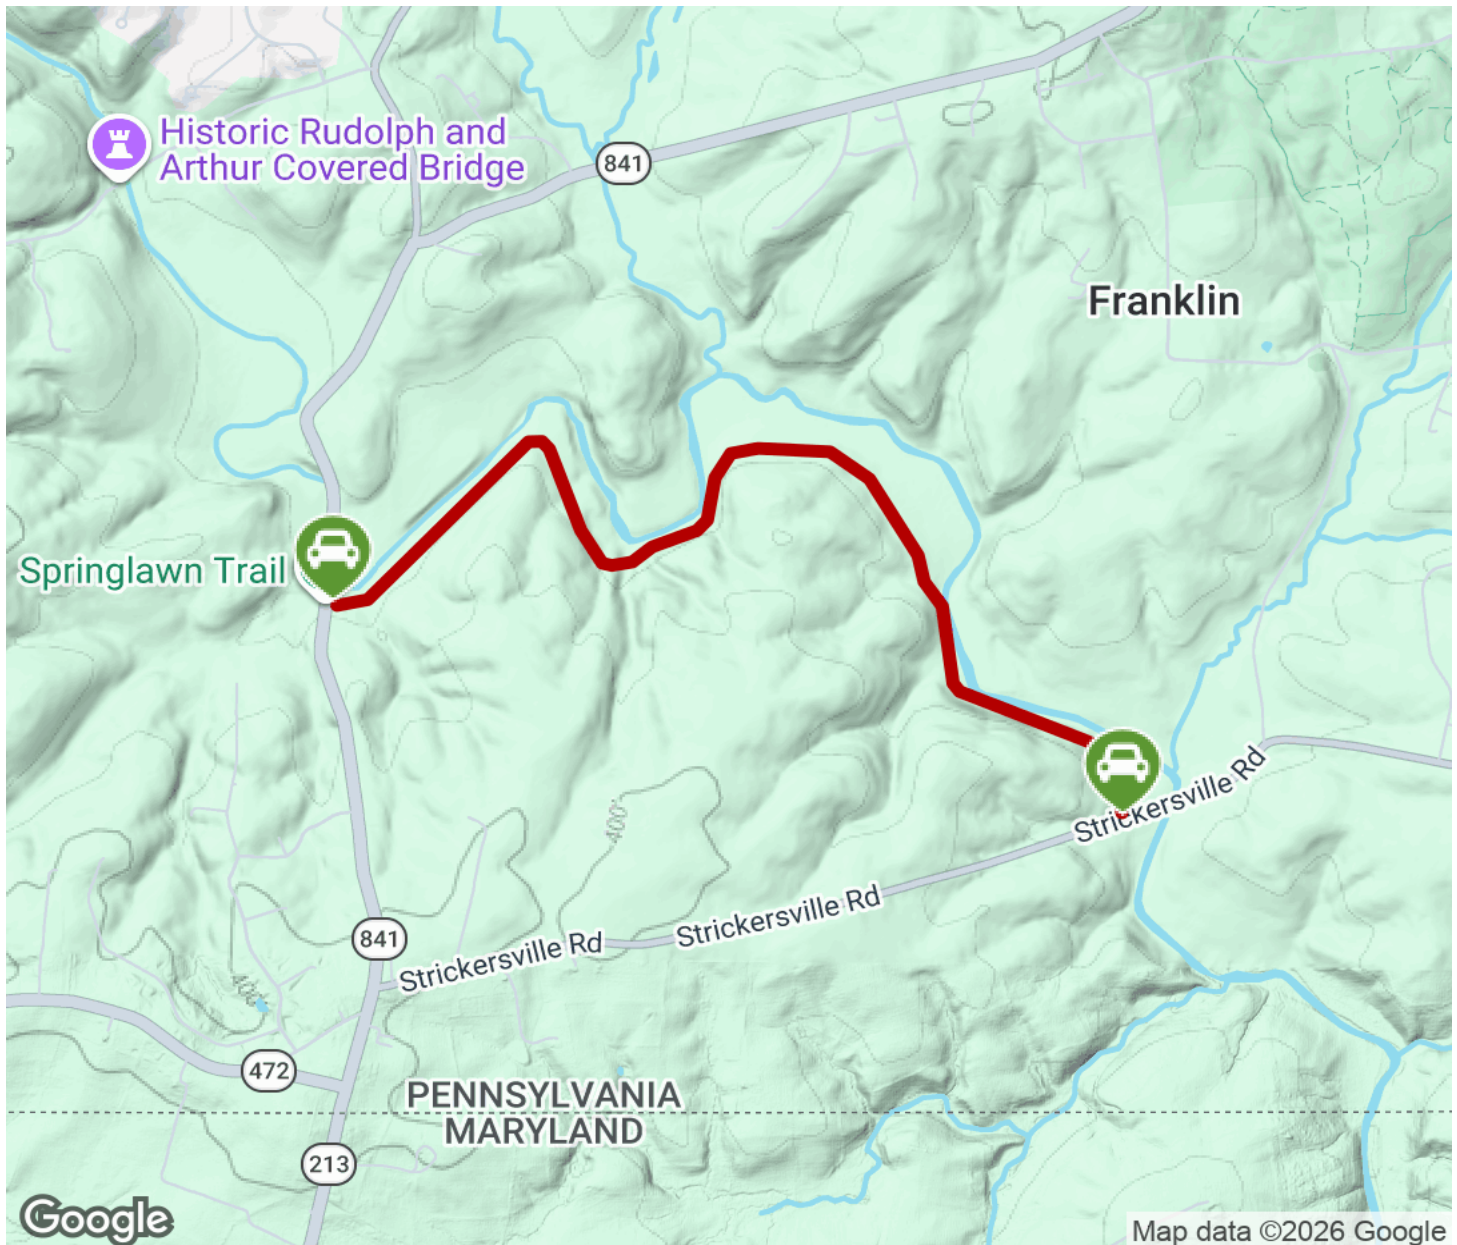 Historic Rudolph and
Arthur Covered Bridge
841
Franklin
Springlawn Trail
Strickersville Rd
400'
Strickersville Rd
841
Strickersville Rd
400'
472
PENNSYLVANIA
MARYLAND
213
Google
Map data ©2026 Google